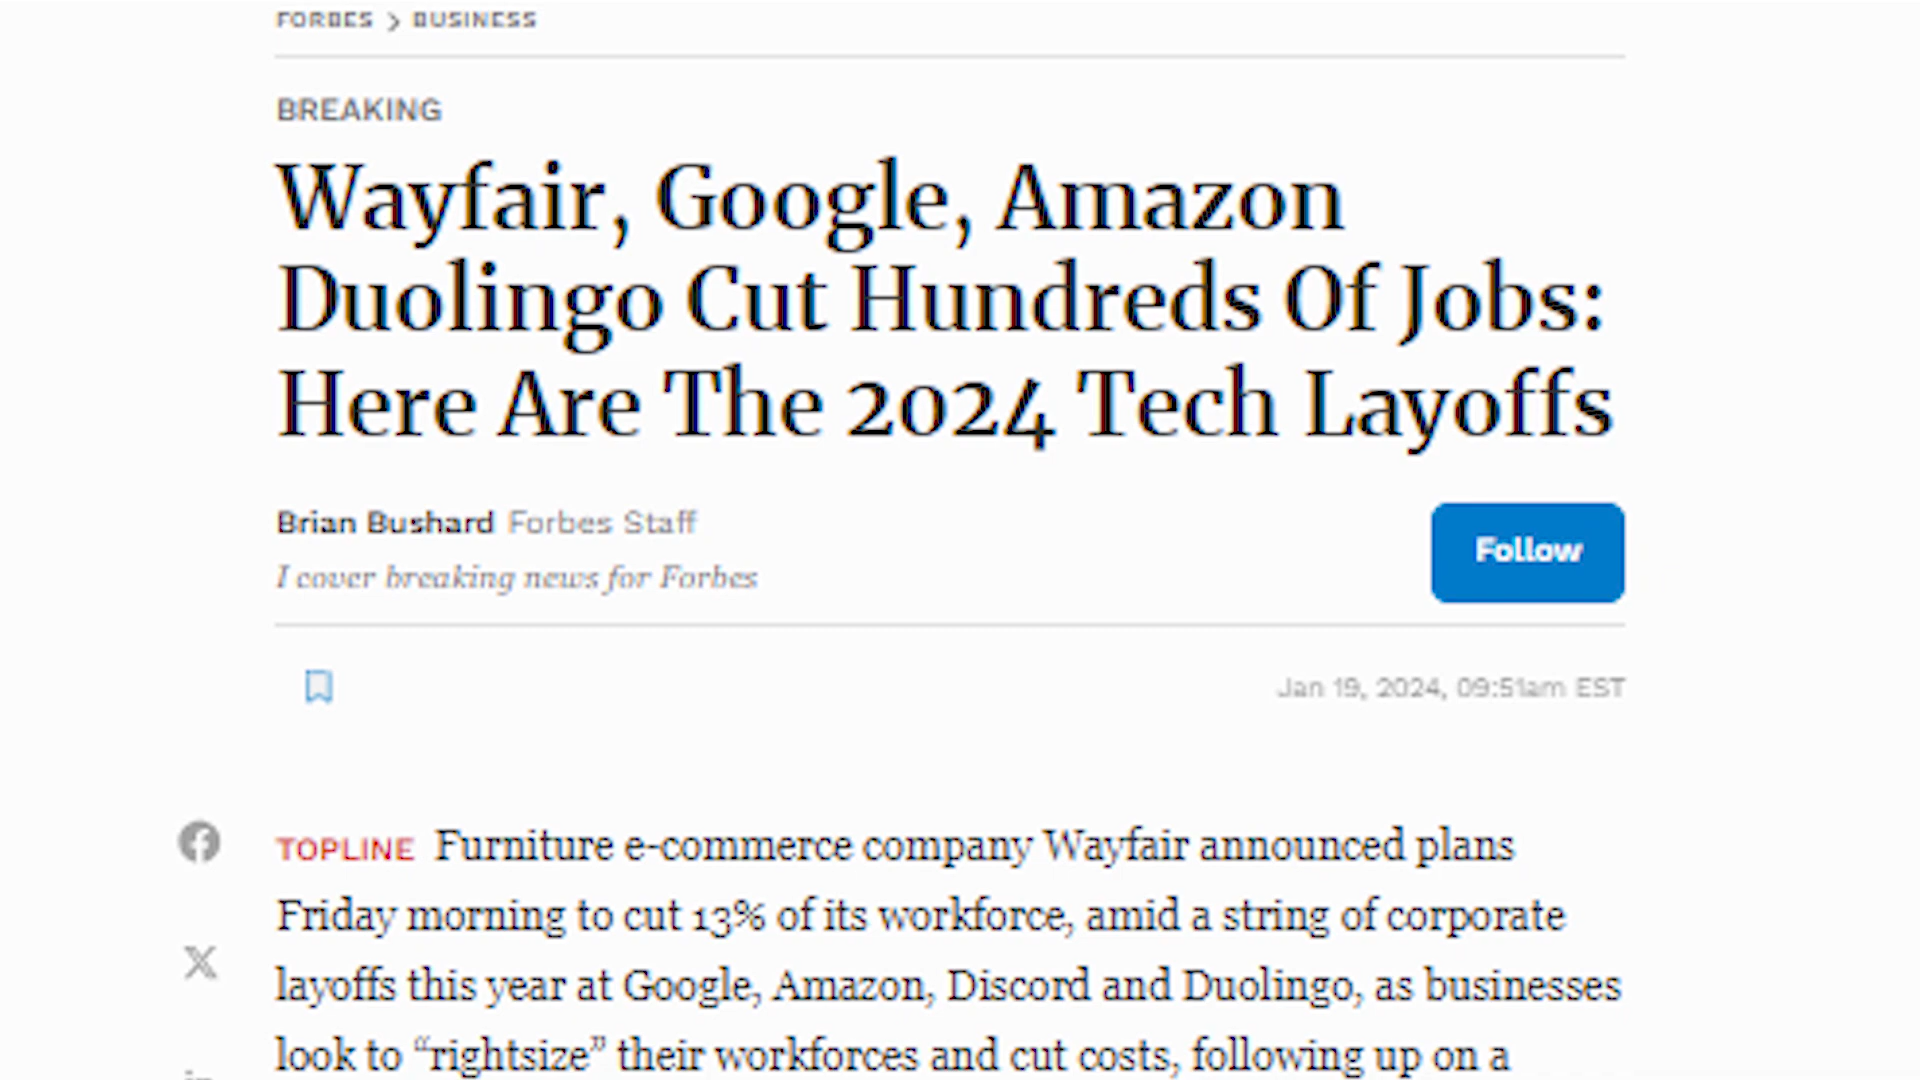 FORBES > BUSINESS
BREAKING
Wayfair, Google, Amazon
Duolingo Cut Hundreds Of Jobs:
Here Are The 2024 Tech Layoffs
Brian Bushard Forbes Staff
Follow
I cover breaking news for Forbes
Jan 19, 2024, 09:51am EST
TOPLINE Furniture e-commerce company Wayfair announced plans
Friday morning to cut 13% of its workforce, amid a string of corporate
layoffs this year at Google, Amazon, Discord and Duolingo, as businesses
look to “rightsize” their workforces and cut costs, following up on a